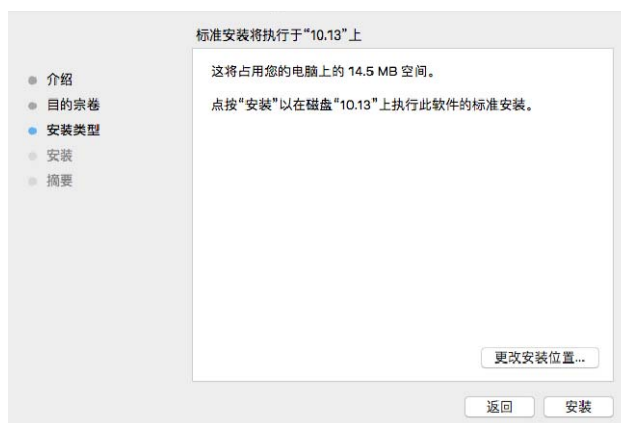 标准安装将执行于“10.13”上
介绍
目的宗卷
安装类型
安装
摘要
这将占用您的电脑上的 14.5 MB 空间。
点按“安装”以在磁盘“10.13”上执行此软件的标准安装。
更改安装位置...
返回
安装